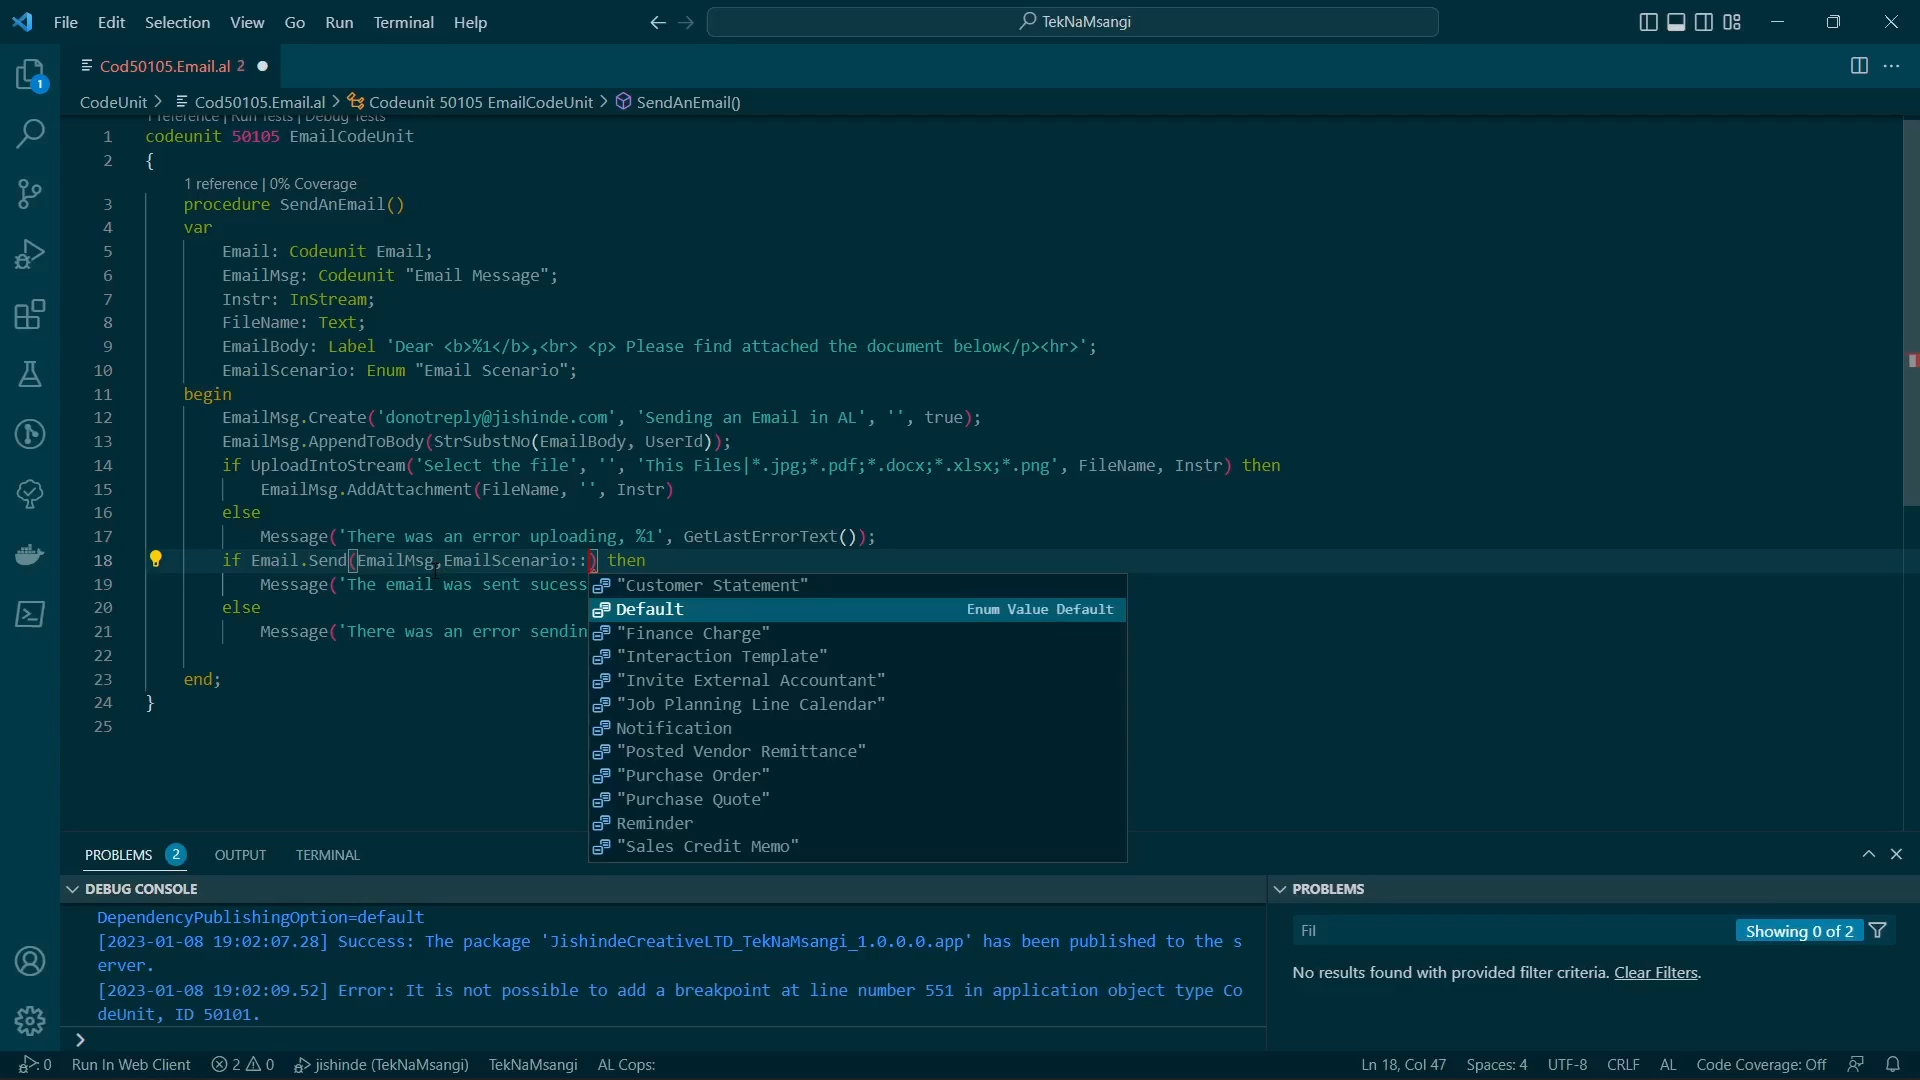 File Edit Selection View Go Run Terminal Help
TekNaMsangi
Cod50105.Email.al 2
CodeUnit > Cod50105.Email.al > Codeunit 50105 EmailCodeUnit > SendAnEmail()
1 reference | Run Tests | Debug Tests
1 codeunit 50105 EmailCodeUnit
2 {
1 reference | 0% Coverage
3 procedure SendAnEmail()
4 var
5 Email: Codeunit Email;
6 EmailMsg: Codeunit "Email Message";
7 Instr: InStream;
8 FileName: Text;
9 EmailBody: Label 'Dear <b>%1</b>,<br> <p> Please find attached the document below</p><hr>';
10 EmailScenario: Enum "Email Scenario";
11 begin
12 EmailMsg.Create('donotreply@jishinde.com', 'Sending an Email in AL', '', true);
13 EmailMsg.AppendToBody(StrSubstNo(EmailBody, UserId));
14 if UploadIntoStream('Select the file', '', 'This Files|*.jpg;*.pdf;*.docx;*.xlsx;*.png', FileName, Instr) then
15 EmailMsg.AddAttachment(FileName, '', Instr)
16 else
17 Message('There was an error uploading, %1', GetLastErrorText());
18 if Email.Send(EmailMsg,EmailScenario::) then
19 Message('The email was sent sucess
20 else
21 Message('There was an error sendin
22
23 end;
24 }
25
"Customer Statement"
Default Enum Value Default
"Finance Charge"
"Interaction Template"
"Invite External Accountant"
"Job Planning Line Calendar"
Notification
"Posted Vendor Remittance"
"Purchase Order"
"Purchase Quote"
Reminder
"Sales Credit Memo"
PROBLEMS 2 OUTPUT TERMINAL
DEBUG CONSOLE
DependencyPublishingOption=default
[2023-01-08 19:02:07.28] Success: The package 'JishindeCreativeLTD_TekNaMsangi_1.0.0.0.app' has been published to the s
erver.
[2023-01-08 19:02:09.52] Error: It is not possible to add a breakpoint at line number 551 in application object type Co
deUnit, ID 50101.
PROBLEMS
Fil
Showing 0 of 2
No results found with provided filter criteria. Clear Filters.
1
0 Run In Web Client 2 0 jishinde (TekNaMsangi) TekNaMsangi AL Cops: Ln 18, Col 47 Spaces: 4 UTF-8 CRLF AL Code Coverage: Off